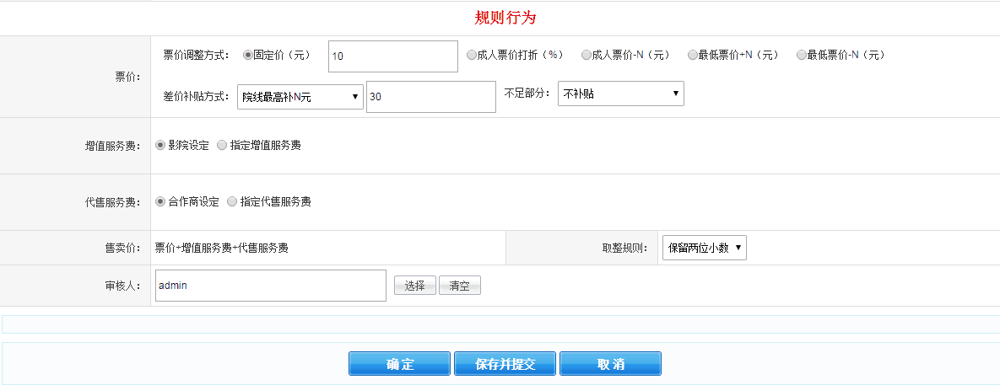 规则行为
票价： 票价调整方式： 固定价（元） 10 成人票价打折（%） 成人票价-N（元） 最低票价+N（元） 最低票价-N（元）
差价补贴方式： 院线最高补N元 30 不足部分： 不补贴
增值服务费： 影院设定 指定增值服务费
代售服务费： 合作商设定 指定代售服务费
售卖价： 票价+增值服务费+代售服务费 取整规则： 保留两位小数
审核人： admin 选择 清空
确 定 保存并提交 取 消